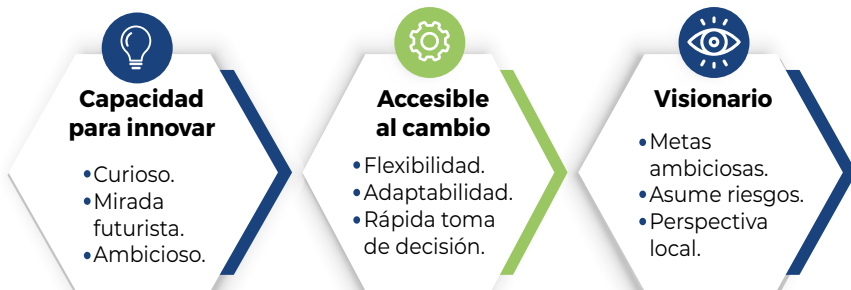 Capacidad
para innovar
•Curioso.
•Mirada
futurista.
•Ambicioso.
Accesible
al cambio
•Flexibilidad.
•Adaptabilidad.
•Rápida toma
de decisión.
Visionario
•Metas
ambiciosas.
•Asume riesgos.
•Perspectiva
local.